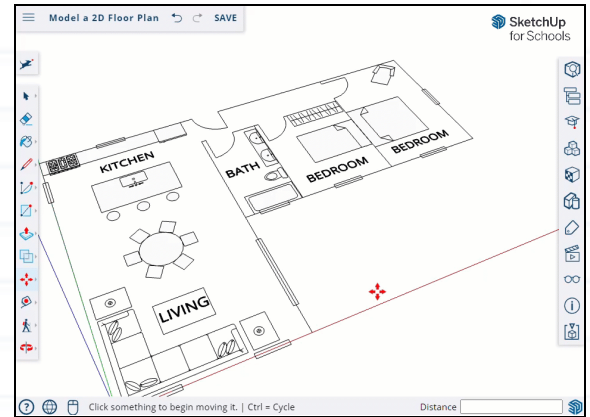 Model a 2D Floor Plan
SAVE
SketchUp
for Schools
KITCHEN
BATH
BEDROOM
BEDROOM
LIVING
Click something to begin moving it. | Ctrl = Cycle
Distance